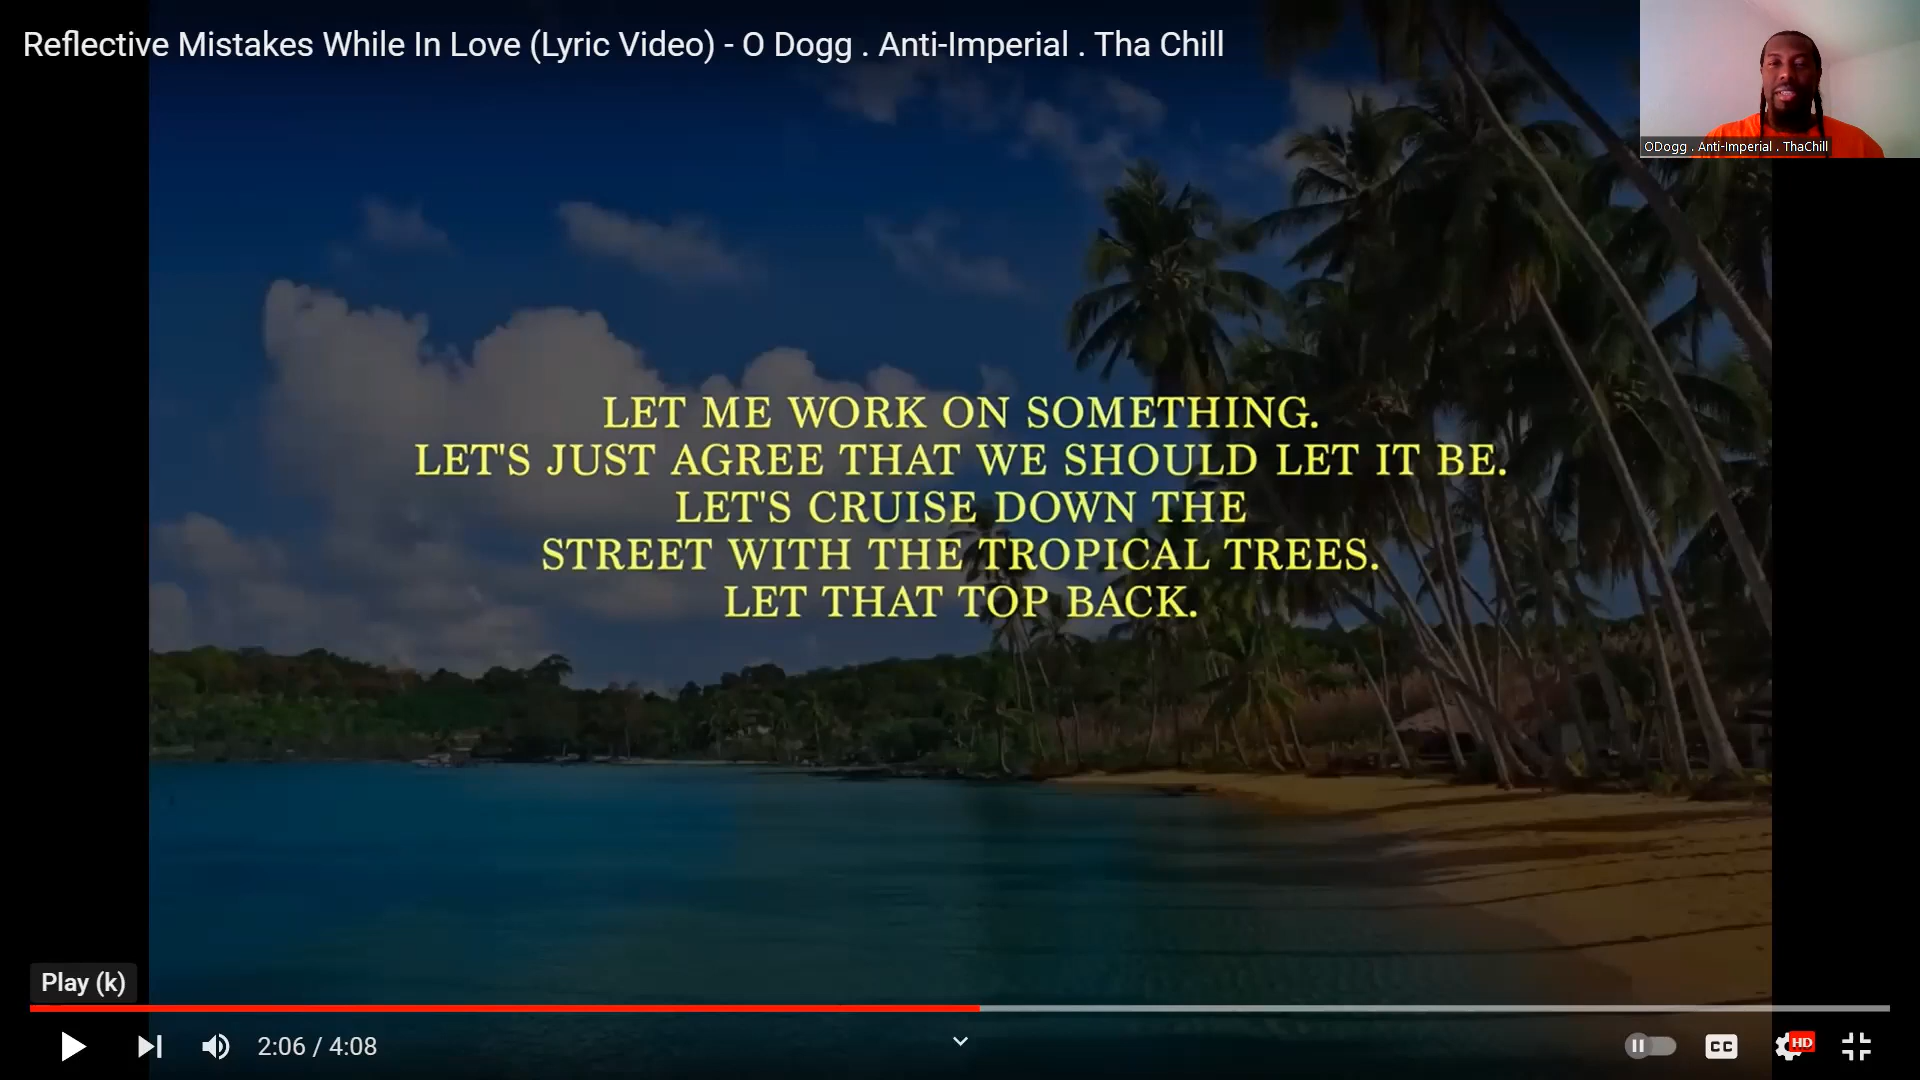 Reflective Mistakes While In Love (Lyric Video) - O Dogg . Anti-Imperial . Tha Chill
ODogg . Anti-Imperial . ThaChill
LET ME WORK ON SOMETHING.
LET'S JUST AGREE THAT WE SHOULD LET IT BE.
LET'S CRUISE DOWN THE
STREET WITH THE TROPICAL TREES.
LET THAT TOP BACK.
Play (k)
2:06 / 4:08
CC
HD